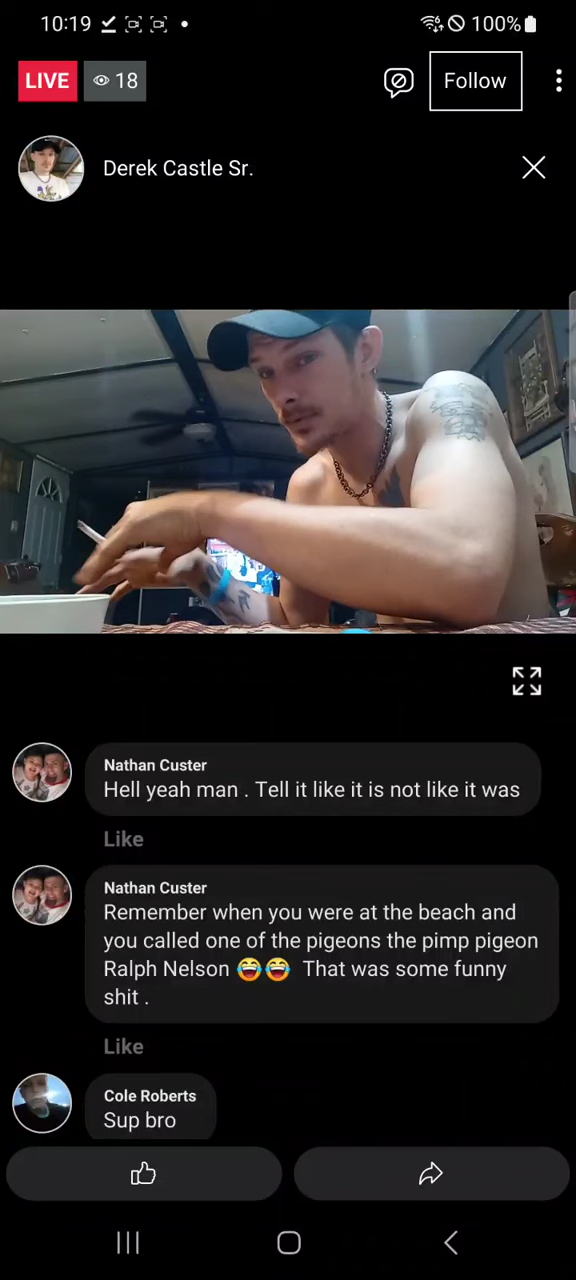 10:19 100%
LIVE 18 Follow
Derek Castle Sr.
Nathan Custer
Hell yeah man . Tell it like it is not like it was
Like
Nathan Custer
Remember when you were at the beach and
you called one of the pigeons the pimp pigeon
Ralph Nelson 😂😂 That was some funny
shit .
Like
Cole Roberts
Sup bro